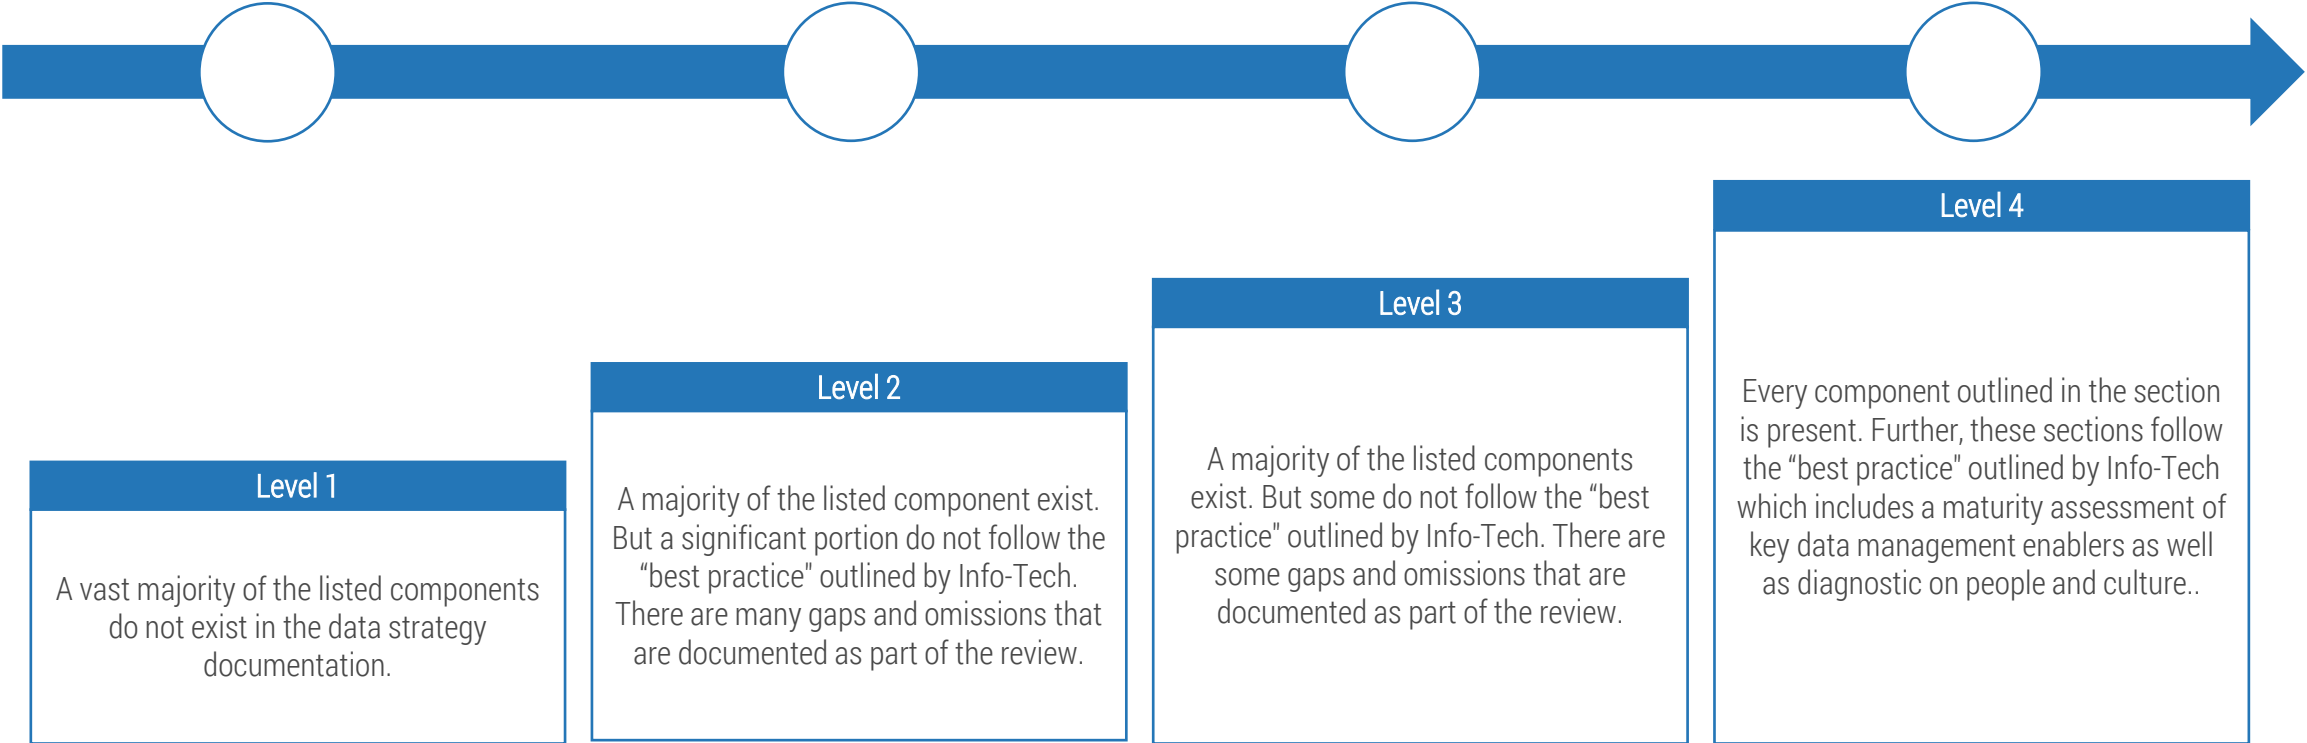 Level 1
A vast majority of the listed components
do not exist in the data strategy
documentation.
Level 2
A majority of the listed component exist.
But a significant portion do not follow the
“best practice" outlined by Info-Tech.
There are many gaps and omissions that
are documented as part of the review.
Level 3
A majority of the listed components
exist. But some do not follow the “best
practice" outlined by Info-Tech. There are
some gaps and omissions that are
documented as part of the review.
Level 4
Every component outlined in the section
is present. Further, these sections follow
the “best practice" outlined by Info-Tech
which includes a maturity assessment of
key data management enablers as well
as diagnostic on people and culture..